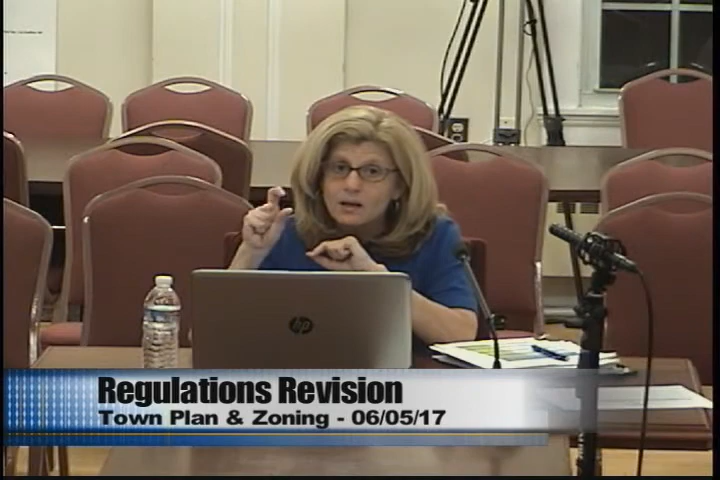 hp
Regulations Revision
Town Plan & Zoning - 06/05/17